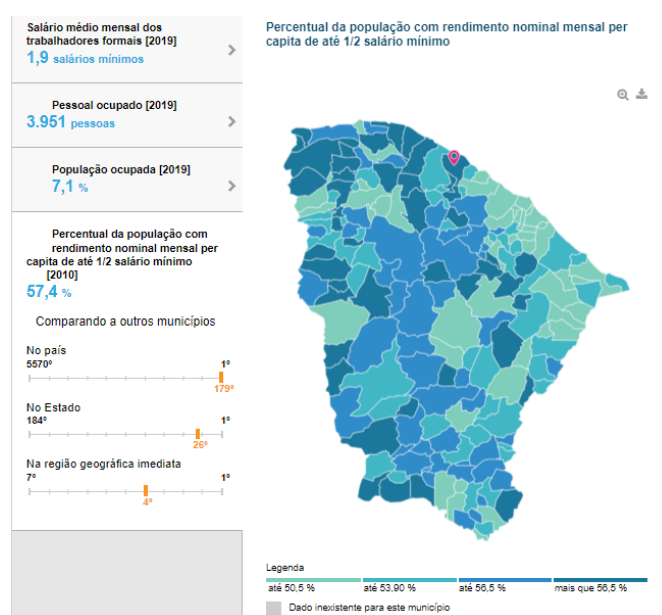 Salário médio mensal dos
trabalhadores formais [2019]
1,9 salários mínimos
Pessoal ocupado [2019]
3.951 pessoas
População ocupada [2019]
7,1 %
Percentual da população com
rendimento nominal mensal per
capita de até 1/2 salário mínimo
[2010]
57,4 %
Comparando a outros municípios
No país
5570º 1º
179º
No Estado
184º 1º
26º
Na região geográfica imediata
7º 1º
4º
Percentual da população com rendimento nominal mensal per
capita de até 1/2 salário mínimo
Legenda
até 50,5 % até 53,90 % até 56,5 % mais que 56,5 %
Dado inexistente para este município